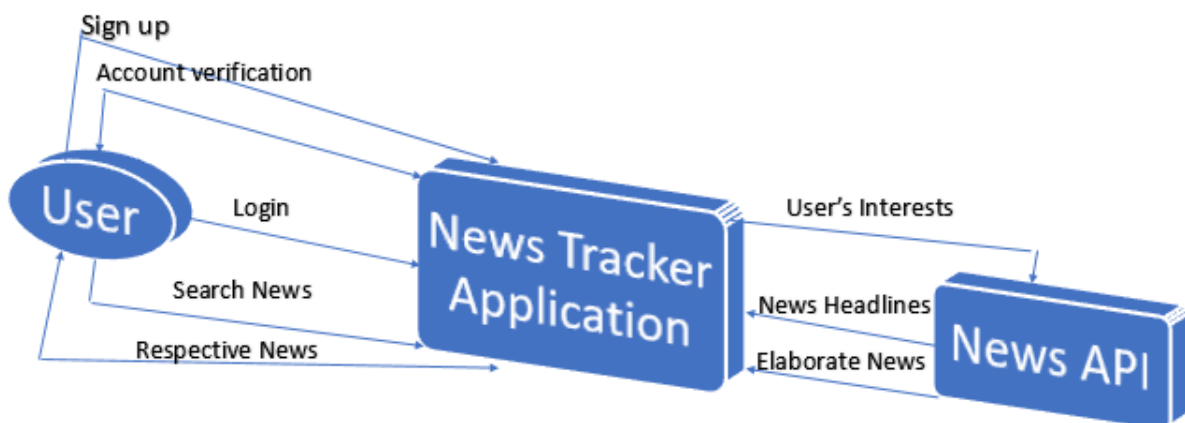 Sign up
Account verification
User
Login
Search News
Respective News
News Tracker
Application
User's Interests
News Headlines
Elaborate News
News API